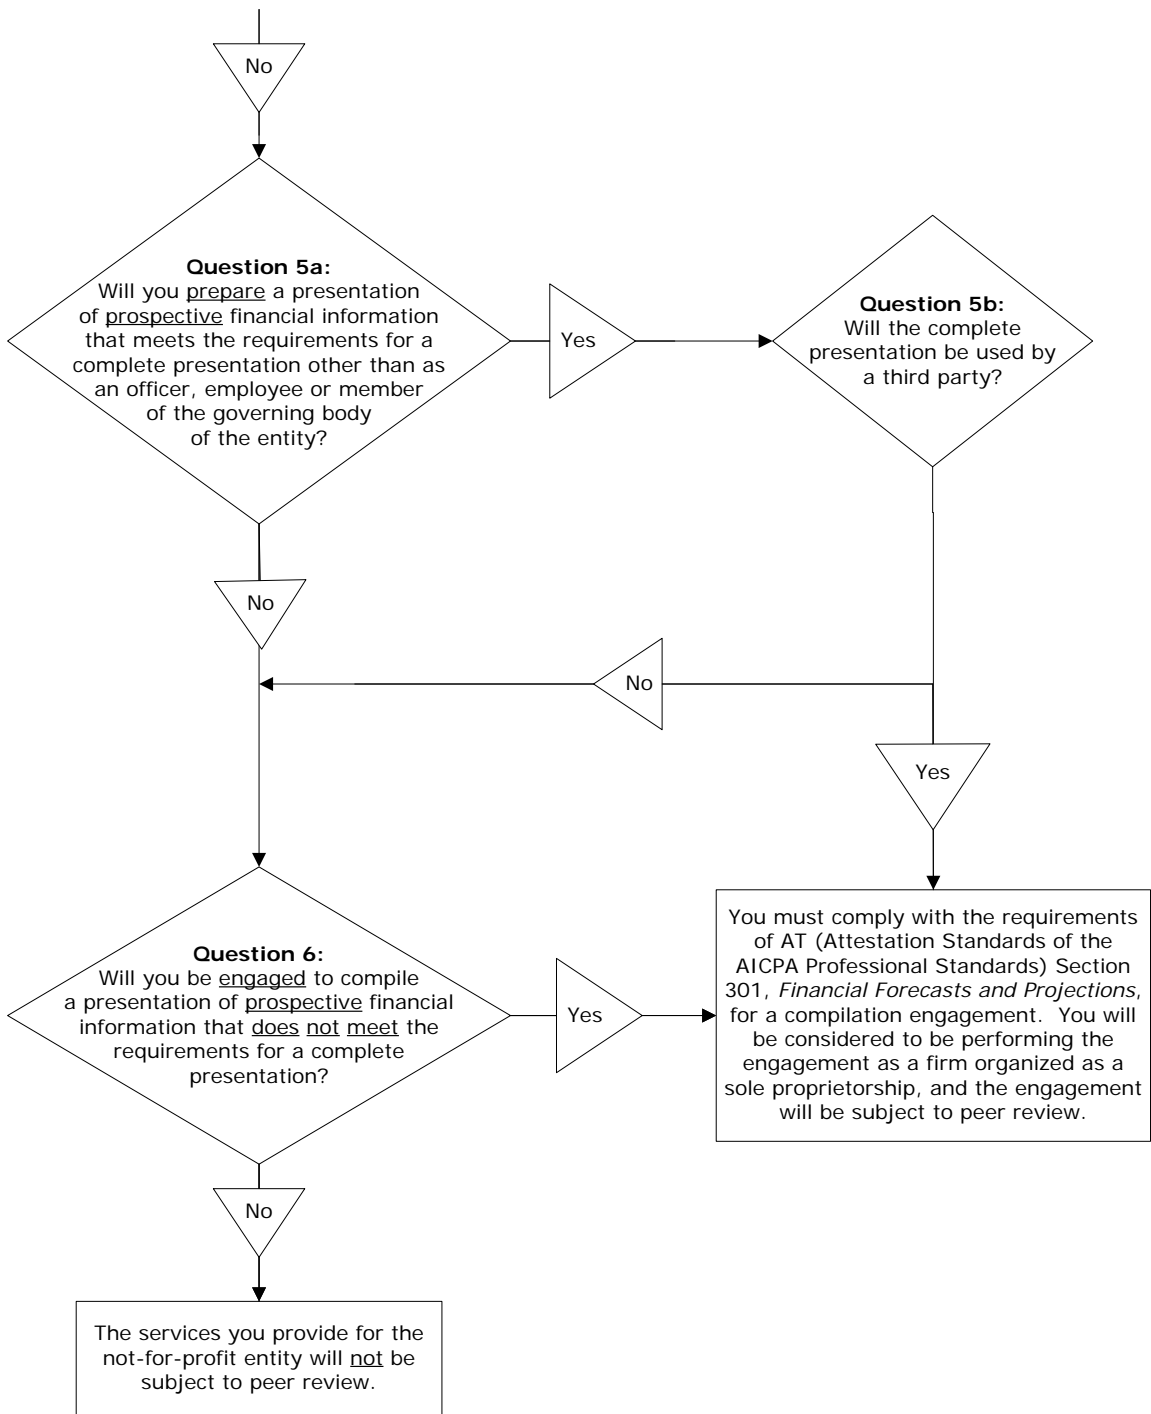 No
Question 5a:
Will you prepare a presentation
of prospective financial information
that meets the requirements for a
complete presentation other than as
an officer, employee or member
of the governing body
of the entity?
Yes
Question 5b:
Will the complete
presentation be used by
a third party?
No
No
Yes
Question 6:
Will you be engaged to compile
a presentation of prospective financial
information that does not meet the
requirements for a complete
presentation?
Yes
You must comply with the requirements
of AT (Attestation Standards of the
AICPA Professional Standards) Section
301, Financial Forecasts and Projections,
for a compilation engagement.  You will
be considered to be performing the
engagement as a firm organized as a
sole proprietorship, and the engagement
will be subject to peer review.
No
The services you provide for the
not-for-profit entity will not be
subject to peer review.